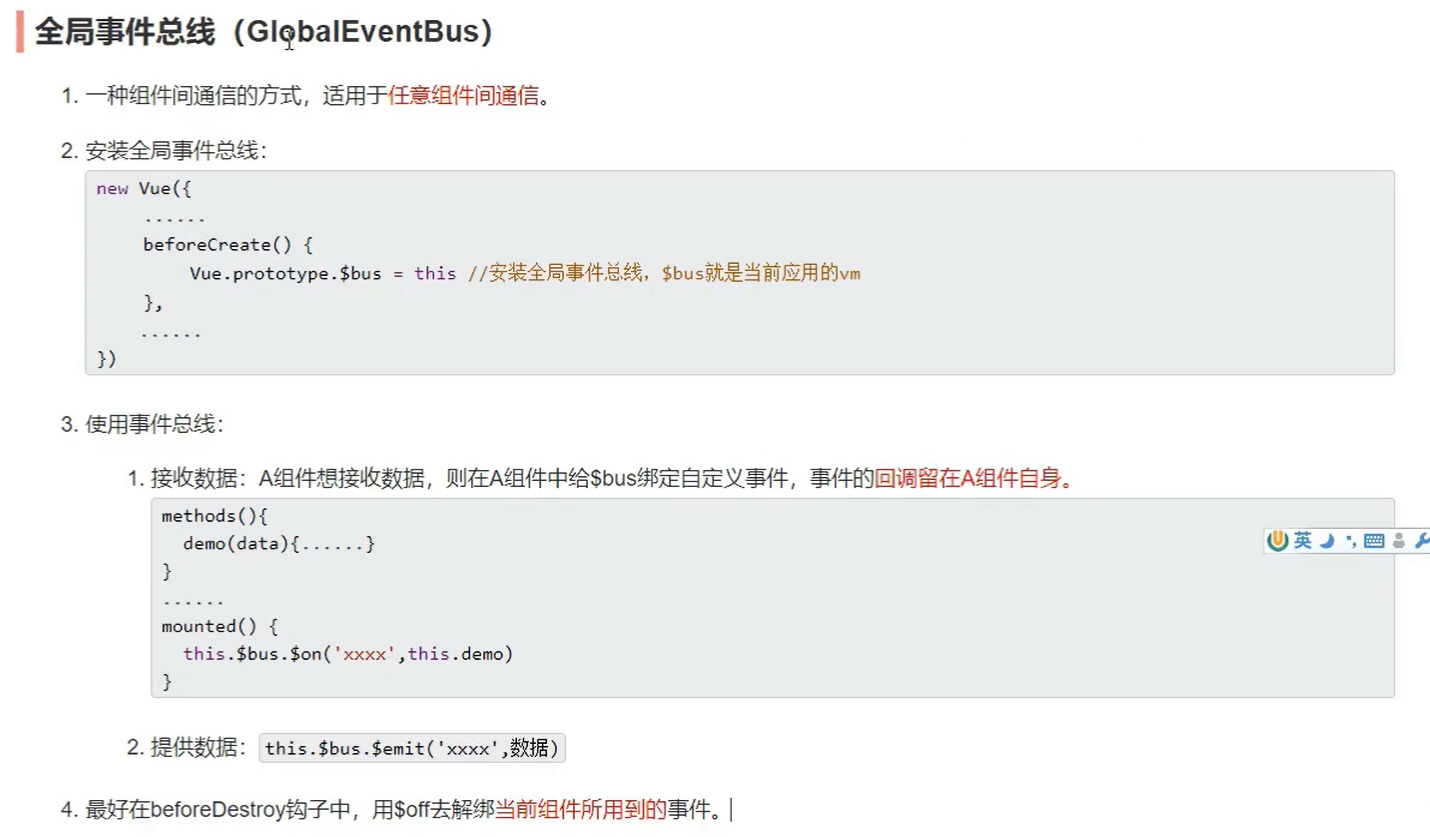 全局事件总线（GlobalEventBus）
1. 一种组件间通信的方式，适用于任意组件间通信。
2. 安装全局事件总线：
new Vue({
......
beforeCreate() {
Vue.prototype.$bus = this //安装全局事件总线，$bus就是当前应用的vm
},
......
})
3. 使用事件总线：
1. 接收数据：A组件想接收数据，则在A组件中给$bus绑定自定义事件，事件的回调留在A组件自身。
methods(){
demo(data){......}
}
......
mounted() {
this.$bus.$on('xxxx',this.demo)
}
英
2. 提供数据：this.$bus.$emit('xxxx',数据)
4. 最好在beforeDestroy钩子中，用$off去解绑当前组件所用到的事件。